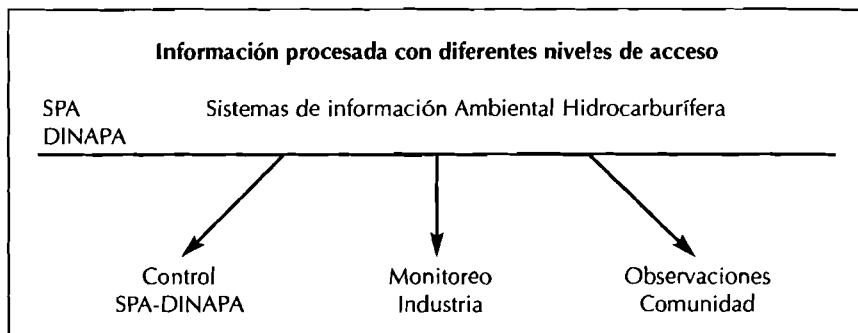 Información procesada con diferentes niveles de acceso
SPA Sistemas de información Ambiental Hidrocarburífera
DINAPA
Control Monitoreo Observaciones
SPA-DINAPA Industria Comunidad